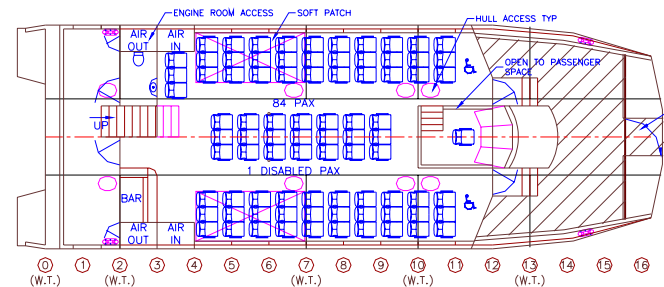 ENGINE ROOM ACCESS
SOFT PATCH
HULL ACCESS TYP
AIR OUT
AIR IN
OPEN TO PASSENGER
SPACE
84 PAX
UP
1 DISABLED PAX
BAR
AIR OUT
AIR IN
0 1 2 3 4 5 6 7 8 9 10 11 12 13 14 15 16
(W.T.) (W.T.) (W.T.) (W.T.) (W.T.)